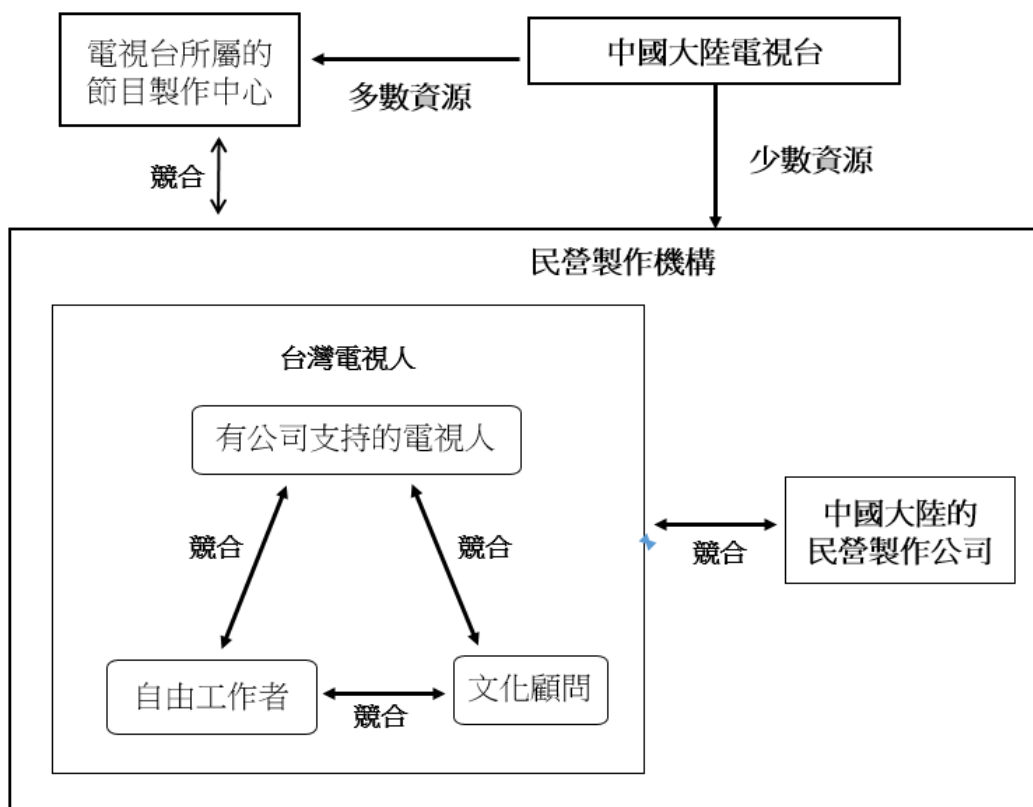 電視台所屬的
節目製作中心
中國大陸電視台
多數資源
少數資源
競合
民營製作機構
台灣電視人
有公司支持的電視人
競合
競合
中國大陸的
民營製作公司
競合
自由工作者
文化顧問
競合